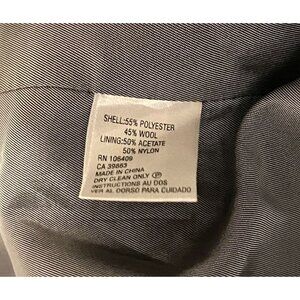 SHELL:55% POLYESTER
45% WOOL
LINING:50% ACETATE
50% NYLON
RN 106409
CA 39863
MADE IN CHINA
DRY CLEAN ONLY Ⓟ
INSTRUCTIONS AU DOS
VER AL DORSO PARA CUIDADO